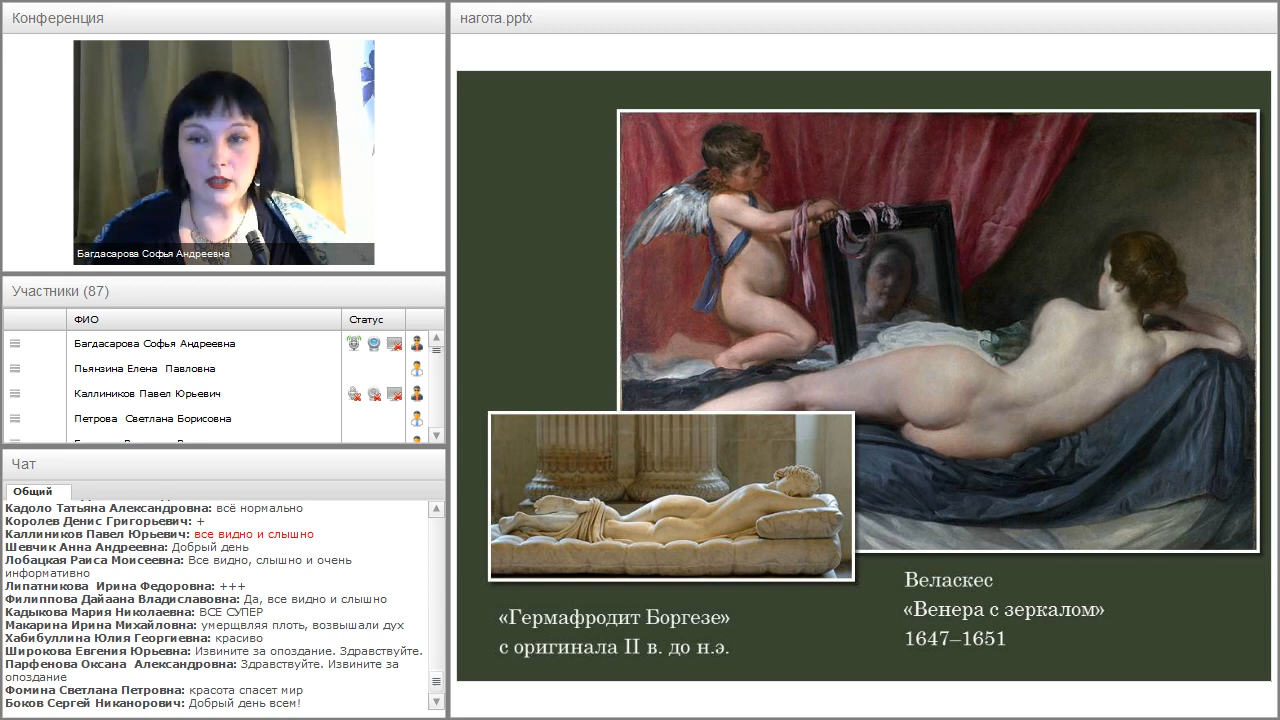 Конференция
Багдасарова Софья Андреевна
Участники (87)
ФИО
Статус
Багдасарова Софья Андреевна
Пьянзина Елена Павловна
Каллиников Павел Юрьевич
Петрова Светлана Борисовна
Чат
Общий
Кадоло Татьяна Александровна: всё нормально
Королев Денис Григорьевич: +
Каллиников Павел Юрьевич: все видно и слышно
Шевчик Анна Андреевна: Добрый день
Лобацкая Раиса Моисеевна: Все видно, слышно и очень
информативно
Липатникова Ирина Федоровна: +++
Филиппова Дайаана Владиславовна: Да, все видно и слышно
Кадыкова Мария Николаевна: ВСЕ СУПЕР
Макарина Ирина Михайловна: умерщвляя плоть, возвышали дух
Хабибуллина Юлия Георгиевна: красиво
Широкова Евгения Юрьевна: Извините за опоздание. Здравствуйте.
Парфенова Оксана Александровна: Здравствуйте. Извините за
опоздание
Фомина Светлана Петровна: красота спасет мир
Боков Сергей Никанорович: Добрый день всем!
нагота.pptx
«Гермафродит Боргезе»
с оригинала II в. до н.э.
Веласкес
«Венера с зеркалом»
1647–1651